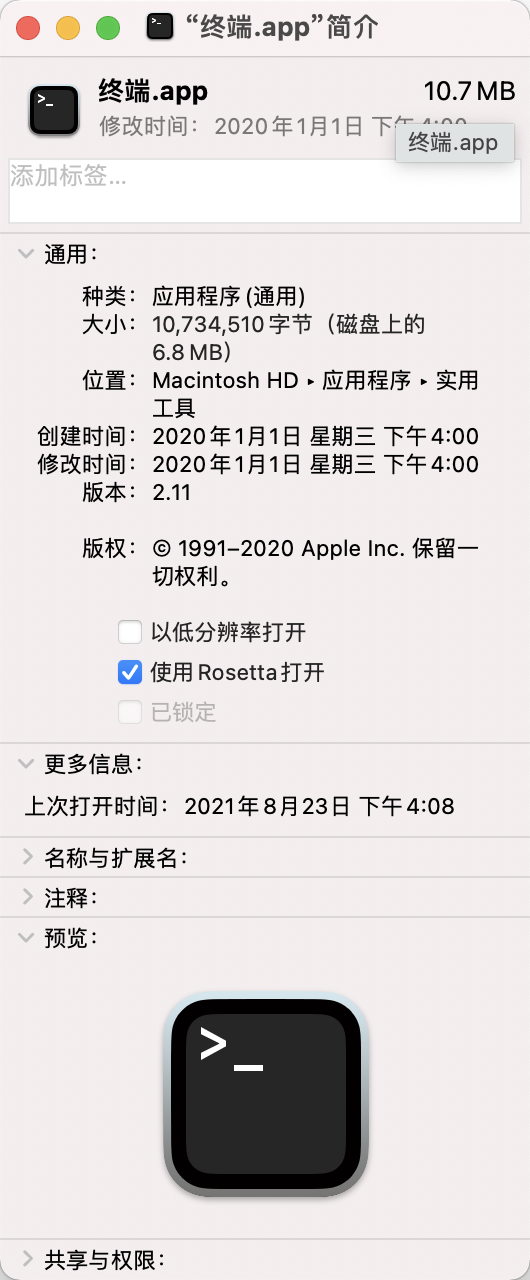 “终端.app”简介
终端.app 10.7 MB
修改时间： 2020年1月1日 下午4:00
终端.app
添加标签...
通用：
种类： 应用程序 (通用)
大小： 10,734,510 字节（磁盘上的
6.8 MB）
位置： Macintosh HD ▸ 应用程序 ▸ 实用
工具
创建时间： 2020年1月1日 星期三 下午4:00
修改时间： 2020年1月1日 星期三 下午4:00
版本： 2.11
版权： © 1991–2020 Apple Inc. 保留一
切权利。
以低分辨率打开
使用 Rosetta 打开
已锁定
更多信息：
上次打开时间： 2021年8月23日 下午4:08
名称与扩展名：
注释：
预览：
>_
共享与权限：